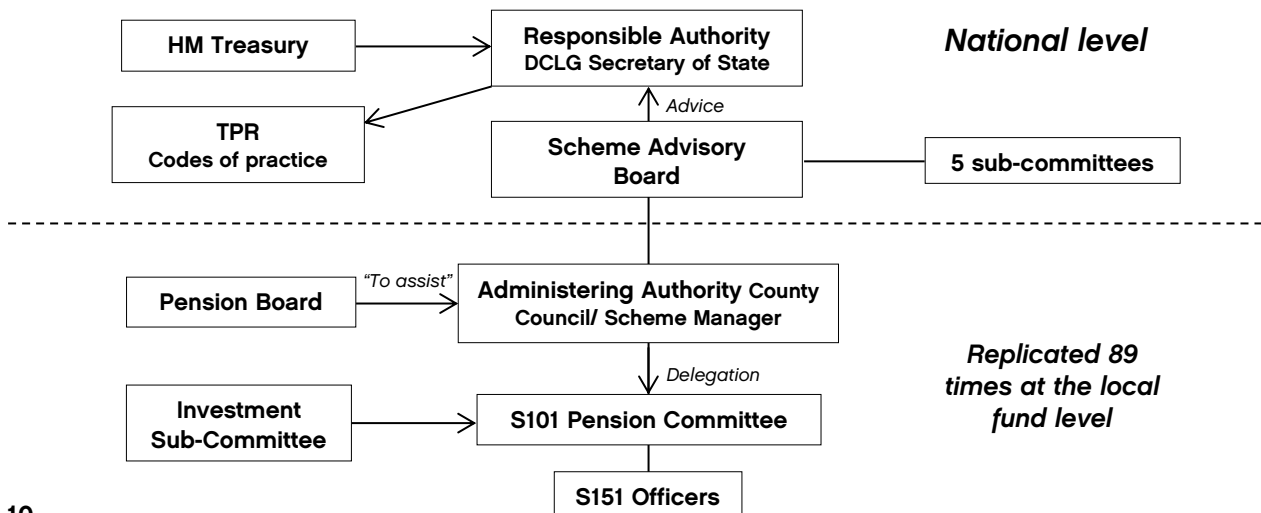 HM Treasury
Responsible Authority
DCLG Secretary of State
National level
Advice
TPR
Codes of practice
Scheme Advisory
Board
5 sub-committees
Pension Board
“To assist”
Administering Authority County
Council/ Scheme Manager
Delegation
Replicated 89
times at the local
fund level
Investment
Sub-Committee
S101 Pension Committee
S151 Officers